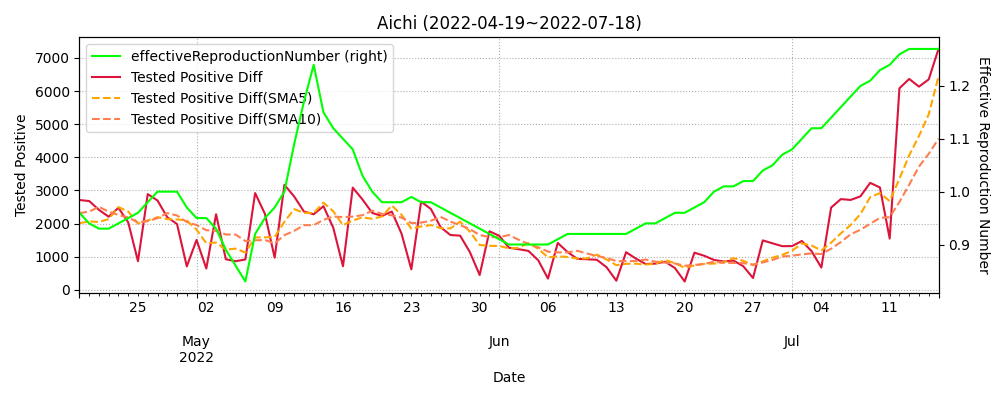 Aichi (2022-04-19~2022-07-18)
effectiveReproductionNumber (right)
Tested Positive Diff
Tested Positive Diff(SMA5)
Tested Positive Diff(SMA10)
Tested Positive
7000
6000
5000
4000
3000
2000
1000
0
Effective Reproduction Number
1.2
1.1
1.0
0.9
25 02 09 16 23 30 06 13 20 27 04 11
May Jun Jul
2022
Date